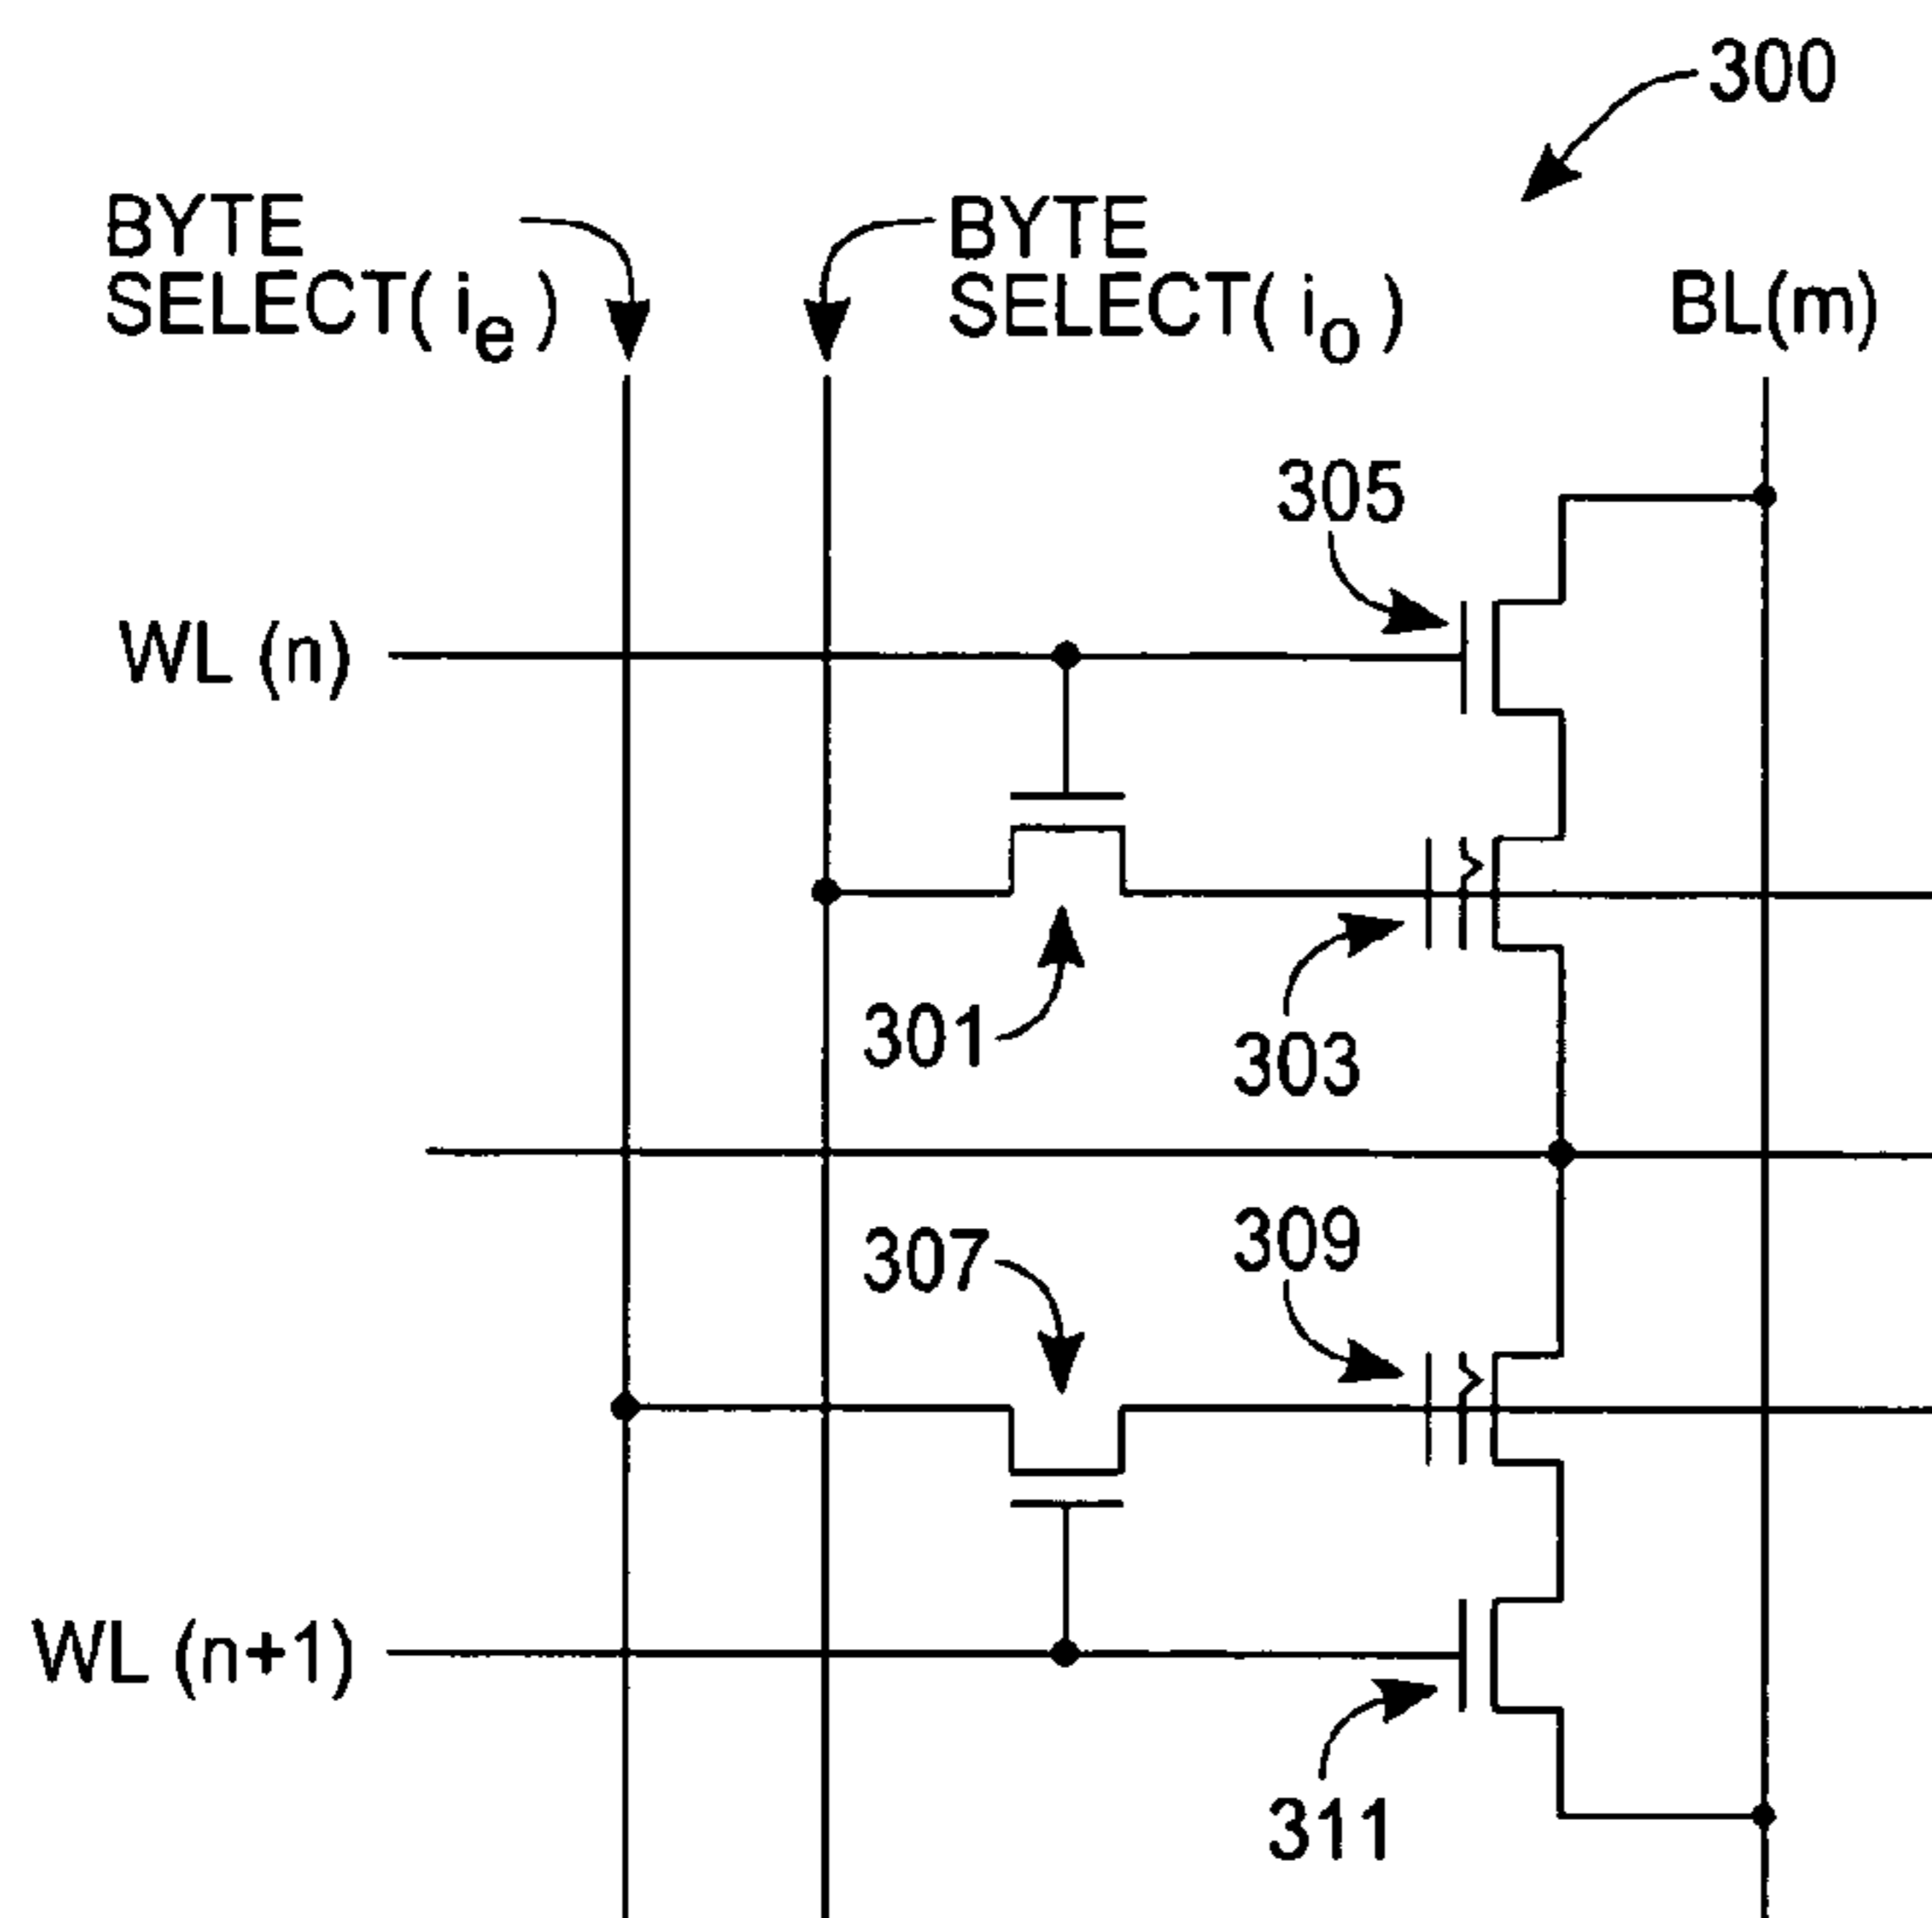 300
BYTE
SELECT( ie )
BYTE
SELECT( io )
BL(m)
305
WL (n)
301
303
309
307
WL (n+1)
311